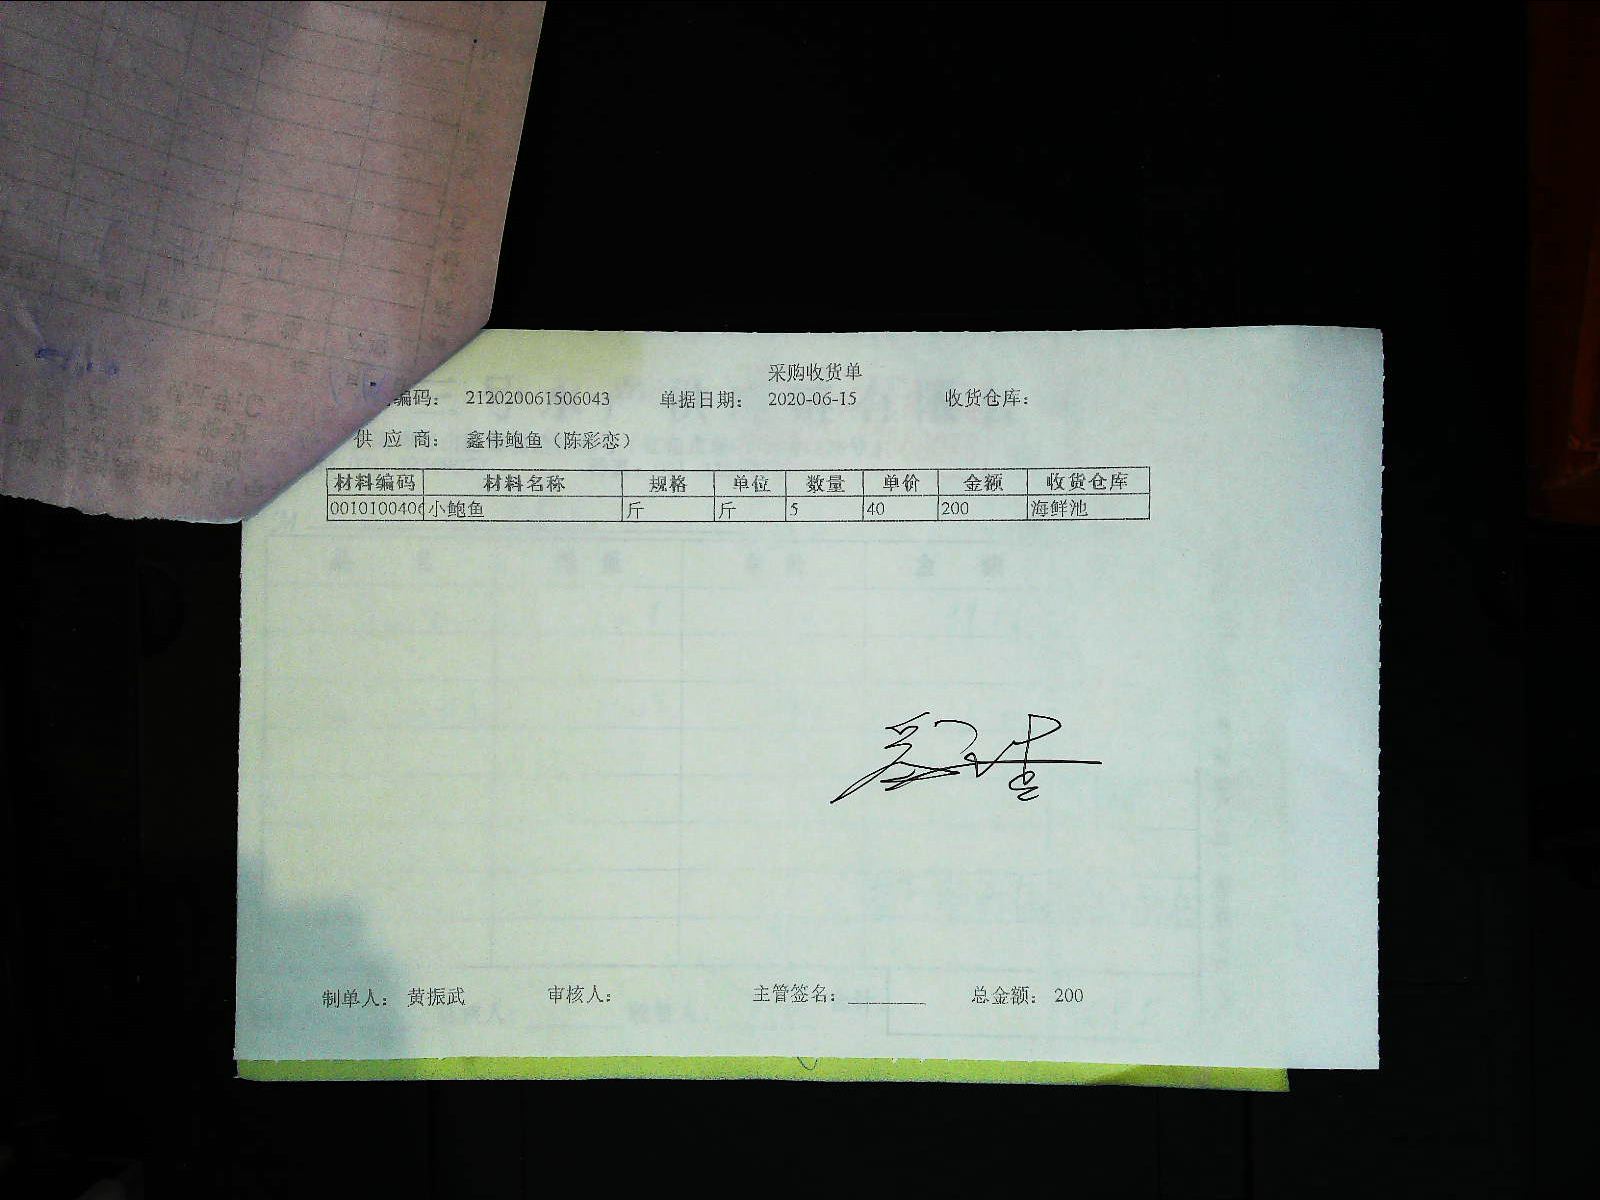 采购收货单
编码： 212020061506043 单据日期： 2020-06-15 收货仓库：
供 应 商： 鑫伟鲍鱼（陈彩恋）
材料编码 材料名称 规格 单位 数量 单价 金额 收货仓库
0010100406 小鲍鱼 斤 斤 5 40 200 海鲜池
制单人： 黄振武 审核人： 主管签名：________ 总金额： 200